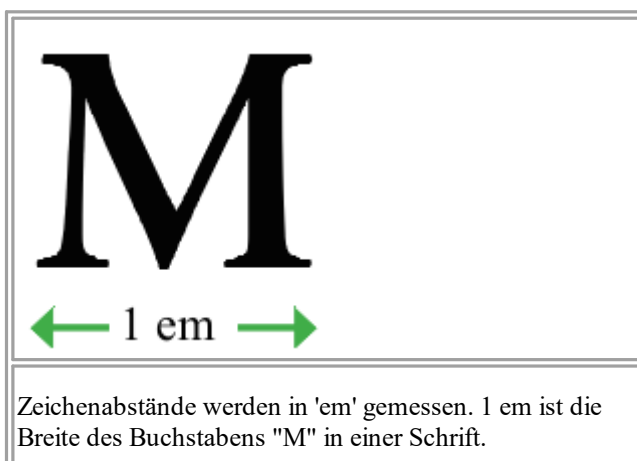 M
1 em
Zeichenabstände werden in 'em' gemessen. 1 em ist die
Breite des Buchstabens "M" in einer Schrift.